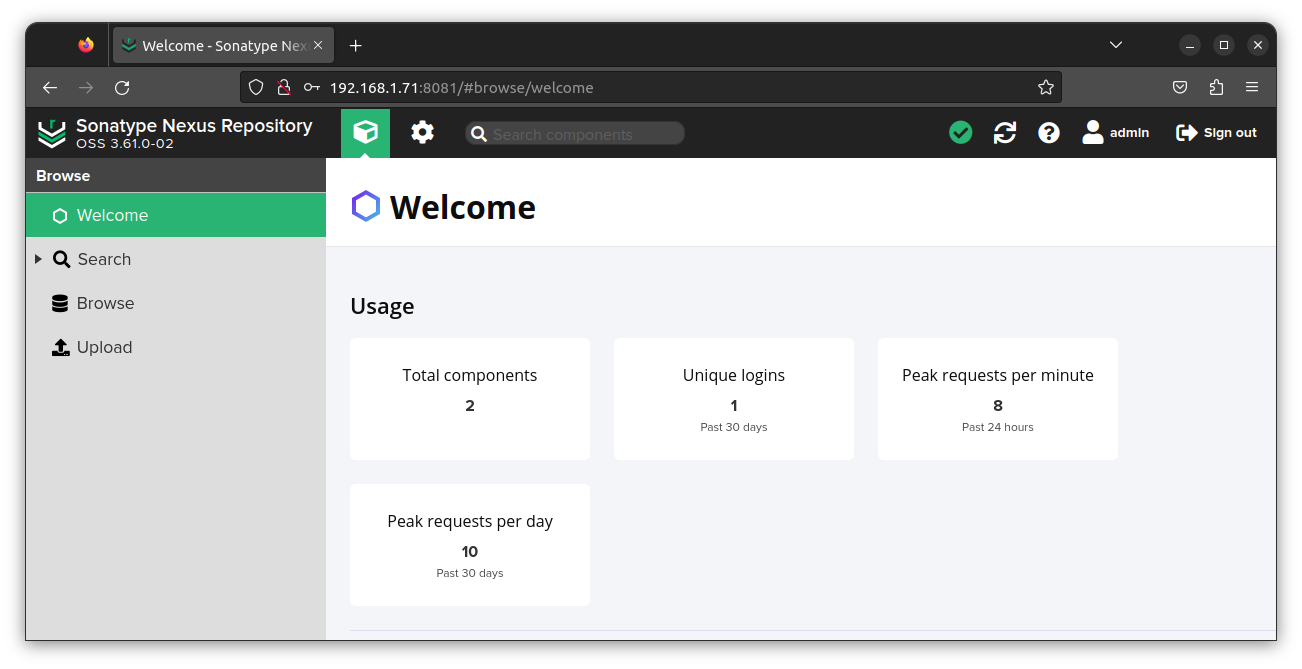 Welcome - Sonatype Nex
192.168.1.71:8081/#browse/welcome
Sonatype Nexus Repository
OSS 3.61.0-02
Search components
admin
Sign out
Browse
Welcome
Search
Browse
Upload
Welcome
Usage
Total components
2
Unique logins
1
Past 30 days
Peak requests per minute
8
Past 24 hours
Peak requests per day
10
Past 30 days